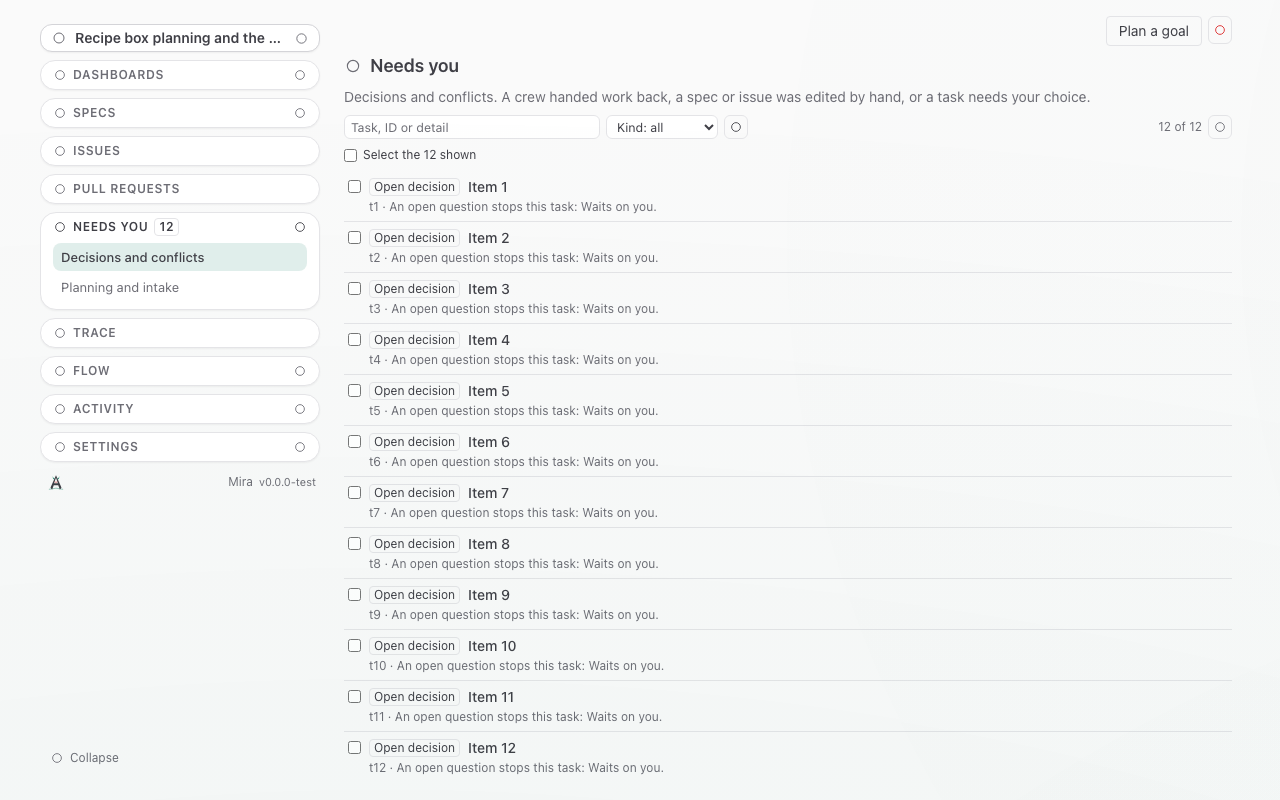 Recipe box planning and the ...
DASHBOARDS
SPECS
ISSUES
PULL REQUESTS
NEEDS YOU 12
Decisions and conflicts
Planning and intake
TRACE
FLOW
ACTIVITY
SETTINGS
Mira v0.0.0-test
Collapse
Plan a goal
Needs you
Decisions and conflicts. A crew handed work back, a spec or issue was edited by hand, or a task needs your choice.
Task, ID or detail
Kind: all
12 of 12
Select the 12 shown
Open decision Item 1
t1 · An open question stops this task: Waits on you.
Open decision Item 2
t2 · An open question stops this task: Waits on you.
Open decision Item 3
t3 · An open question stops this task: Waits on you.
Open decision Item 4
t4 · An open question stops this task: Waits on you.
Open decision Item 5
t5 · An open question stops this task: Waits on you.
Open decision Item 6
t6 · An open question stops this task: Waits on you.
Open decision Item 7
t7 · An open question stops this task: Waits on you.
Open decision Item 8
t8 · An open question stops this task: Waits on you.
Open decision Item 9
t9 · An open question stops this task: Waits on you.
Open decision Item 10
t10 · An open question stops this task: Waits on you.
Open decision Item 11
t11 · An open question stops this task: Waits on you.
Open decision Item 12
t12 · An open question stops this task: Waits on you.